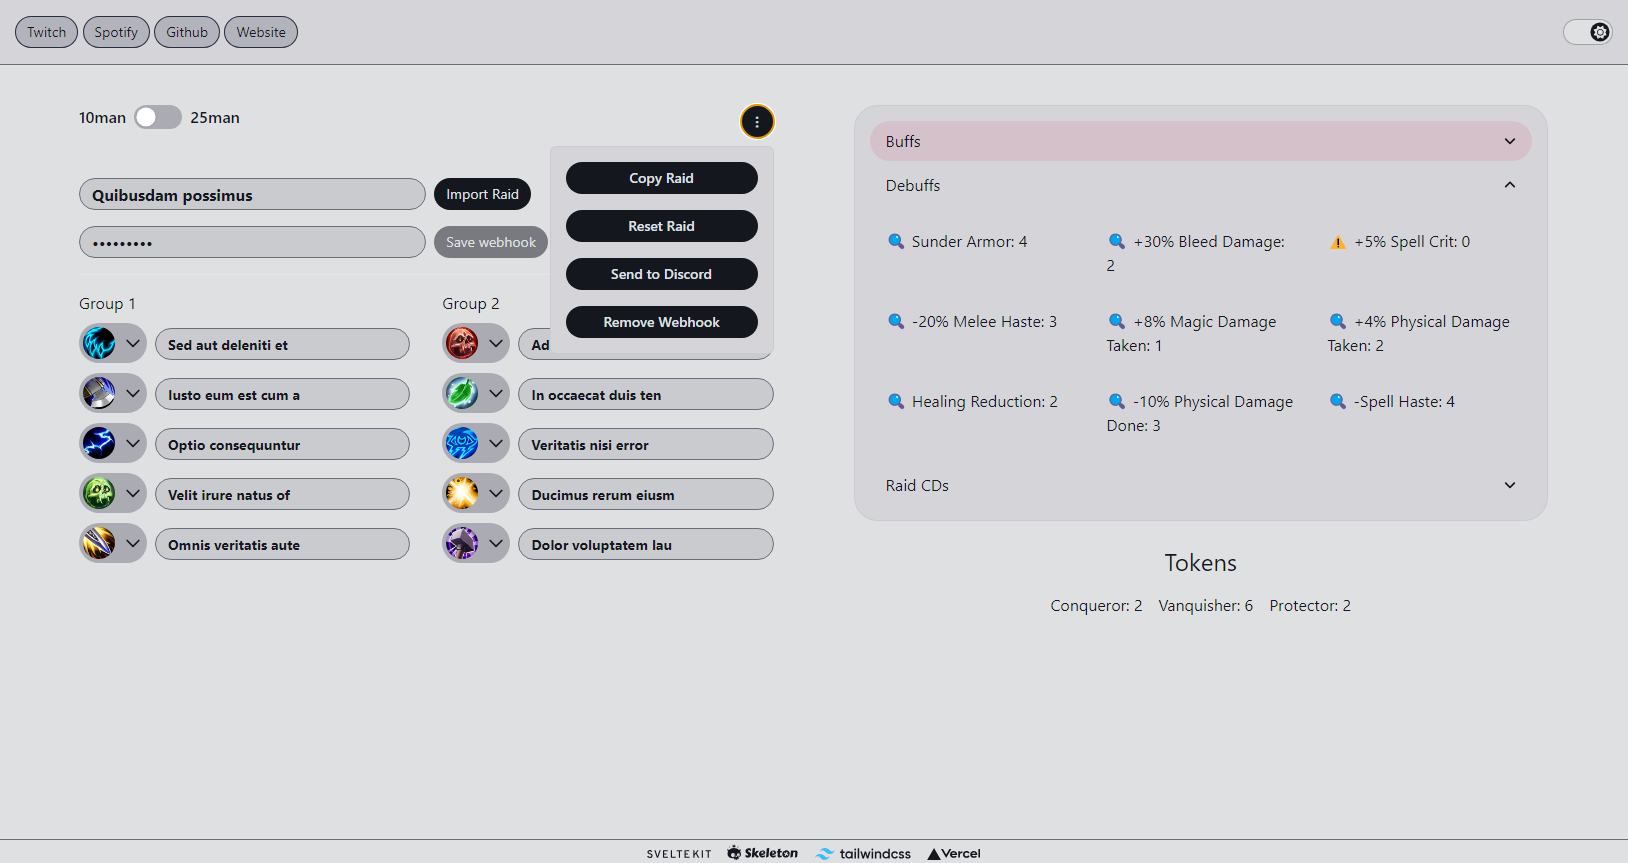 Twitch Spotify Github Website
10man 25man
Quibusdam possimus Import Raid
••••••••• Save webhook
Copy Raid
Reset Raid
Send to Discord
Remove Webhook
Group 1
Sed aut deleniti et
Iusto eum est cum a
Optio consequuntur
Velit irure natus of
Omnis veritatis aute
Group 2
Ad
In occaecat duis ten
Veritatis nisi error
Ducimus rerum eiusm
Dolor voluptatem lau
Buffs
Debuffs
Sunder Armor: 4
+30% Bleed Damage:
2
+5% Spell Crit: 0
-20% Melee Haste: 3
+8% Magic Damage
Taken: 1
+4% Physical Damage
Taken: 2
Healing Reduction: 2
-10% Physical Damage
Done: 3
-Spell Haste: 4
Raid CDs
Tokens
Conqueror: 2 Vanquisher: 6 Protector: 2
SVELTEKIT Skeleton tailwindcss Vercel